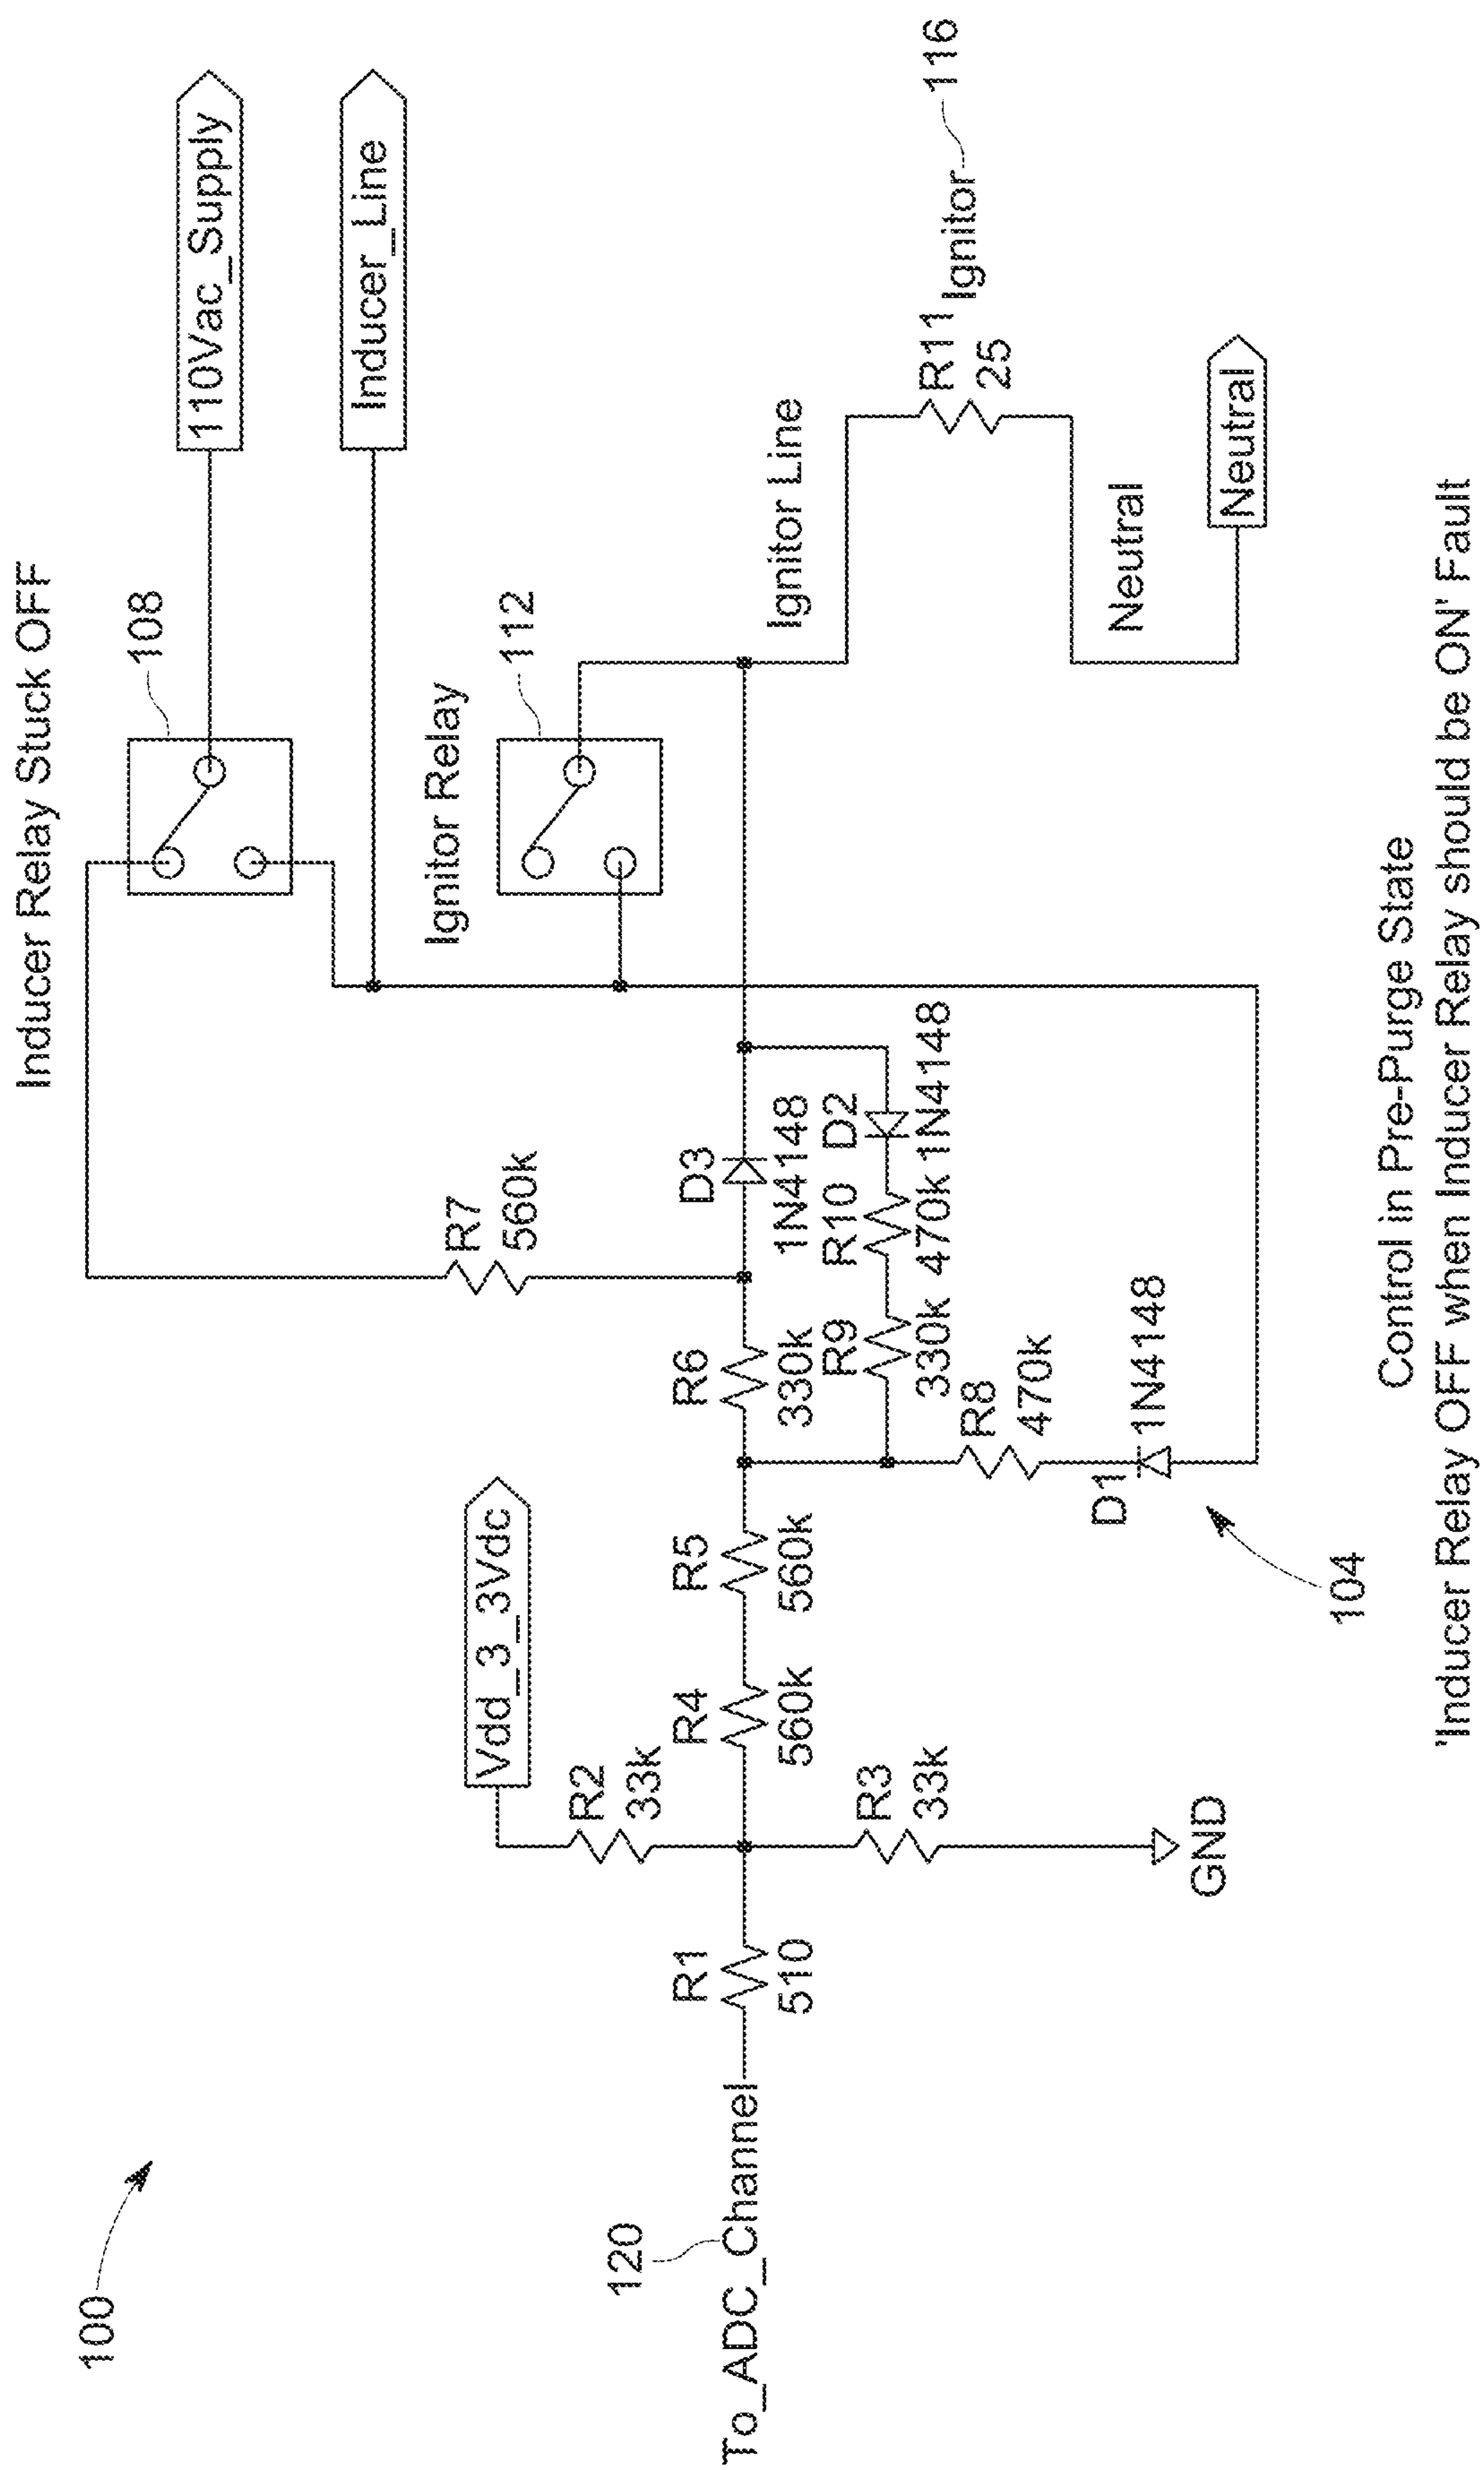 Inducer Relay Stuck OFF
100
108
110Vac_Supply
Inducer_Line
Ignitor Relay
112
Vdd_3_3Vdc
R7
560k
Ignitor Line
R11
25
Ignitor
116
120
To_ADC_Channel
R1
510
R2
33k
R4
560k
R5
560k
R6
330k
D3
1N4148
R3
33k
GND
R9
330k
R10
470k
D2
1N4148
R8
470k
D1
1N4148
104
Neutral
Neutral
Control in Pre-Purge State
'Inducer Relay OFF when Inducer Relay should be ON' Fault